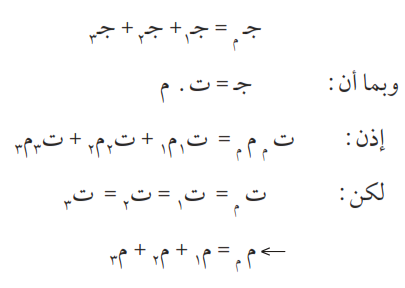 جـ م = جـ١ + جـ٢ + جـ٣
وبما أن : جـ = ت . م
إذن : ت م م م = ت١م١ + ت٢م٢ + ت٣م٣
لكن : ت م = ت١ = ت٢ = ت٣
← م م = م١ + م٢ + م٣